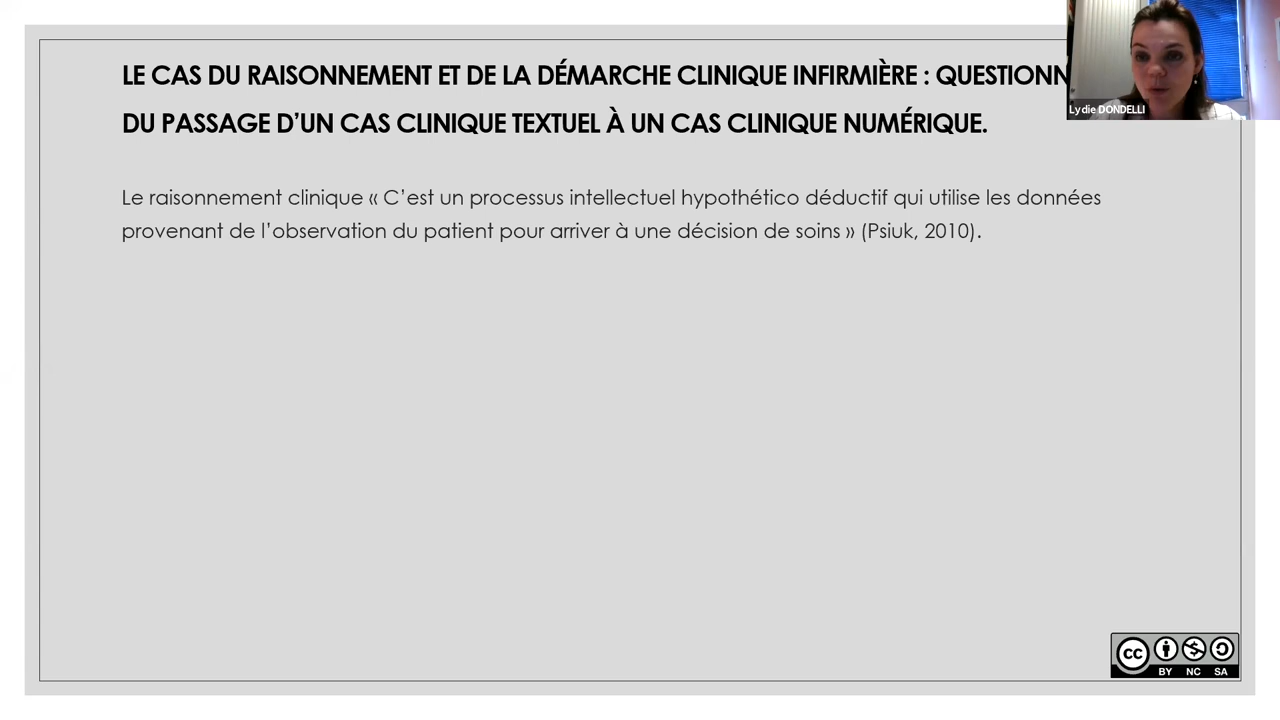 LE CAS DU RAISONNEMENT ET DE LA DÉMARCHE CLINIQUE INFIRMIÈRE :
DU PASSAGE D’UN CAS CLINIQUE TEXTUEL À UN CAS CLINIQUE NUMÉRIQUE.
Lydie DONDELLI
Le raisonnement clinique « C’est un processus intellectuel hypothético déductif qui utilise les données
provenant de l’observation du patient pour arriver à une décision de soins » (Psiuk, 2010).
cc
BY NC SA